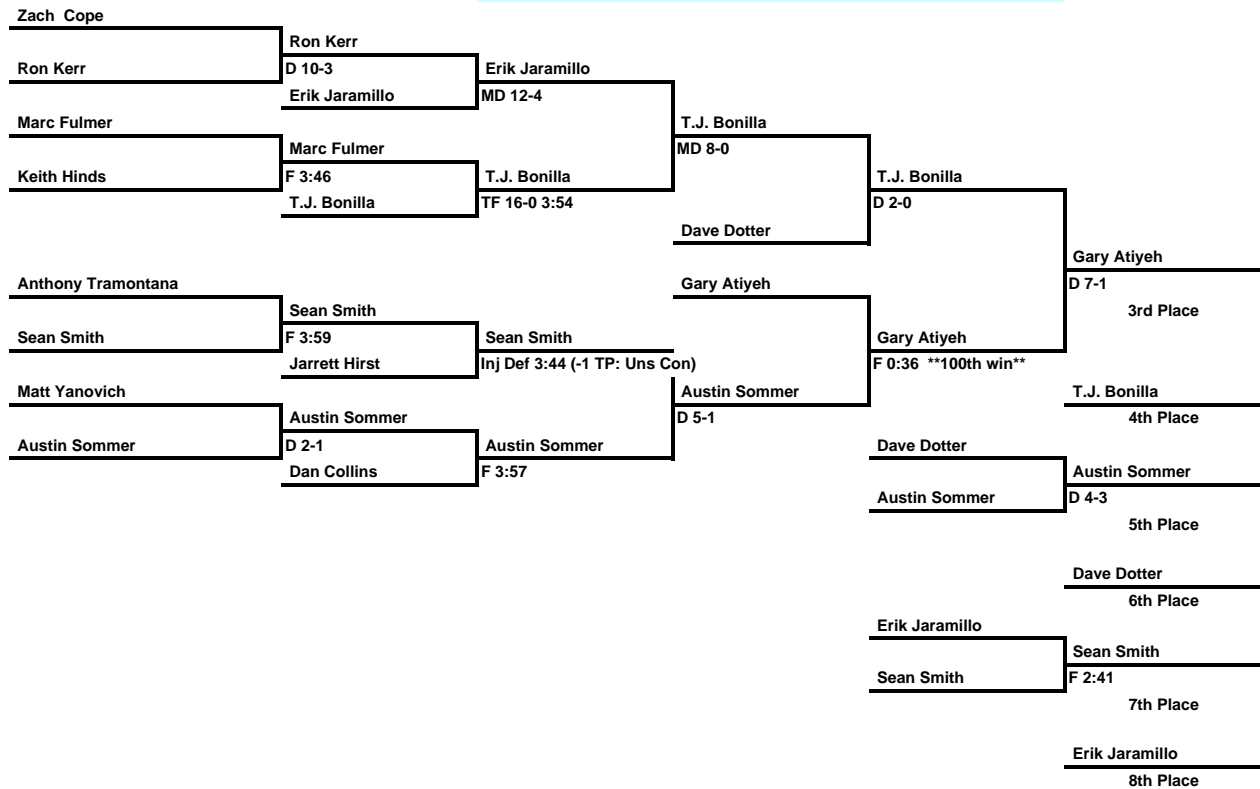 Zach  Cope
Ron Kerr
Ron Kerr
D 10-3
Erik Jaramillo
Erik Jaramillo
MD 12-4
Marc Fulmer
T.J. Bonilla
MD 8-0
Marc Fulmer
Keith Hinds
F 3:46
T.J. Bonilla
T.J. Bonilla
T.J. Bonilla
TF 16-0 3:54
D 2-0
Dave Dotter
Gary Atiyeh
Anthony Tramontana
Gary Atiyeh
D 7-1
Sean Smith
3rd Place
Sean Smith
F 3:59
Sean Smith
Gary Atiyeh
Jarrett Hirst
Inj Def 3:44 (-1 TP: Uns Con)
F 0:36  **100th win**
Matt Yanovich
Austin Sommer
T.J. Bonilla
Austin Sommer
D 5-1
4th Place
Austin Sommer
D 2-1
Austin Sommer
Dave Dotter
Dan Collins
F 3:57
Austin Sommer
Austin Sommer
D 4-3
5th Place
Dave Dotter
6th Place
Erik Jaramillo
Sean Smith
Sean Smith
F 2:41
7th Place
Erik Jaramillo
8th Place